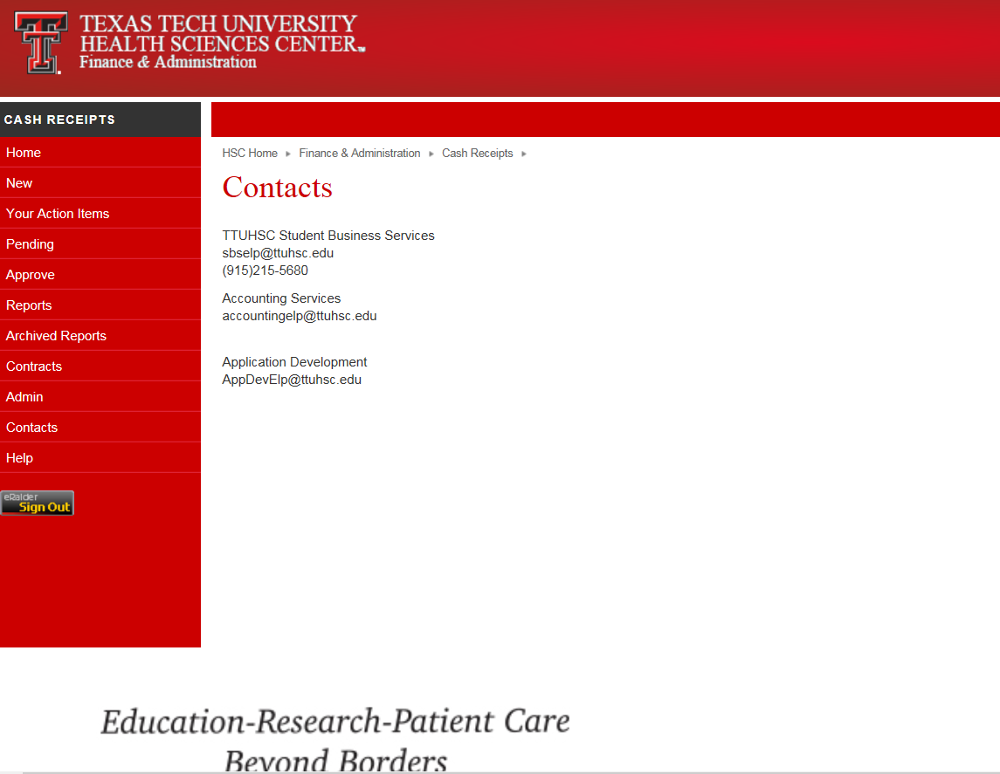 TEXAS TECH UNIVERSITY
HEALTH SCIENCES CENTER™
Finance & Administration
CASH RECEIPTS
Home
New
Your Action Items
Pending
Approve
Reports
Archived Reports
Contracts
Admin
Contacts
Help
eRaider
Sign Out
HSC Home ▸ Finance & Administration ▸ Cash Receipts ▸
Contacts
TTUHSC Student Business Services
sbselp@ttuhsc.edu
(915)215-5680
Accounting Services
accountingelp@ttuhsc.edu
Application Development
AppDevElp@ttuhsc.edu
Education-Research-Patient Care
Beyond Borders